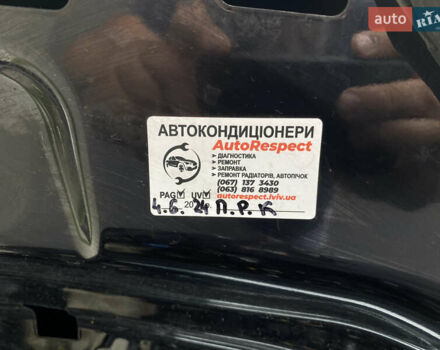 auto RIA
АВТОКОНДИЦІОНЕРИ
AutoRespect
➤ ДІАГНОСТИКА
➤ РЕМОНТ
➤ ЗАПРАВКА
➤ РЕМОНТ РАДІАТОРІВ, АВТОПІЧОК
(067) 137 3430
(063) 816 8989
PAG UV autorespect.lviv.ua
4.6. 20 24 П.Р.К